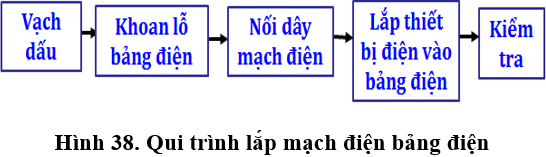 Vạch
dấu
Khoan lỗ
bảng điện
Nối dây
mạch điện
Lắp thiết
bị điện vào
bảng điện
Kiểm
tra
Hình 38. Qui trình lắp mạch điện bảng điện